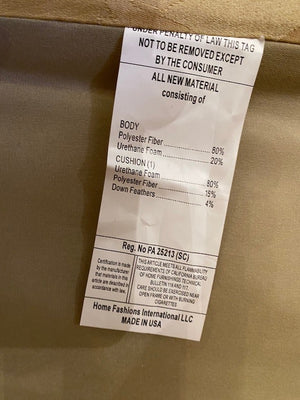 UNDER PENALTY OF LAW THIS TAG
NOT TO BE REMOVED EXCEPT
BY THE CONSUMER
ALL NEW MATERIAL
consisting of
BODY
Polyester Fiber 80%
Urethane Foam 20%
CUSHION (1)
Urethane Foam 80%
Polyester Fiber 15%
Down Feathers 4%
Reg. No PA 25213 (SC)
Certification is made by the manufacturer that materials in this article are described in accordance with law.
THIS ARTICLE MEETS ALL FLAMMABILITY
REQUIREMENTS OF CALIFORNIA BUREAU
OF HOME FURNISHINGS TECHNICAL
BULLETIN 116 AND 117.
CARE SHOULD BE EXERCISED NEAR
OPEN FRAME OR WITH BURNING
CIGARETTES
Home Fashions International LLC
MADE IN USA